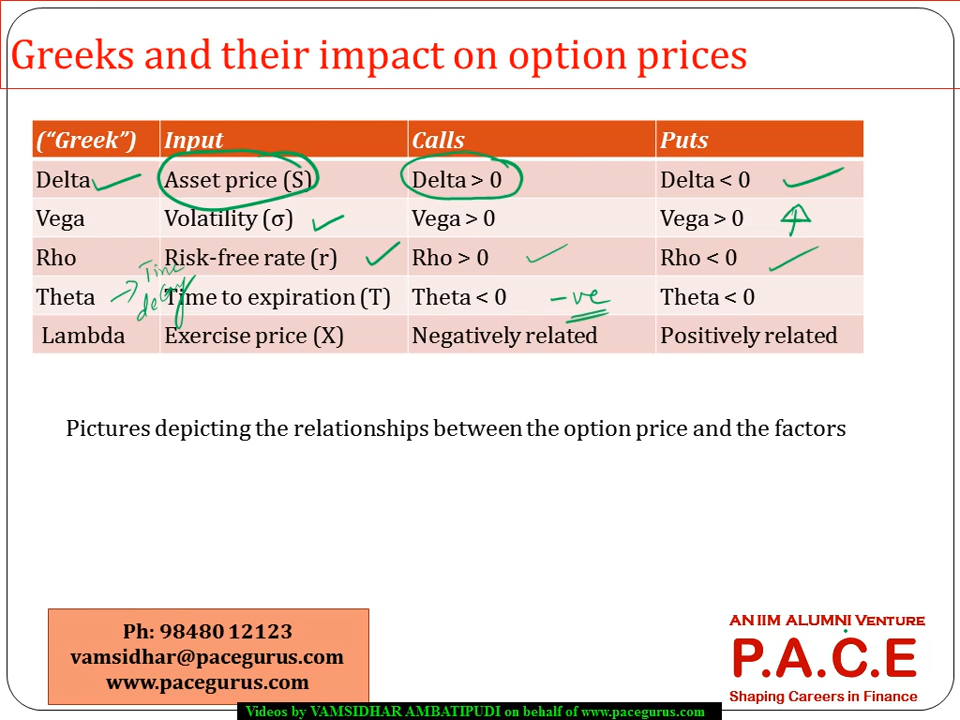 Greeks and their impact on option prices
("Greek") Input Calls Puts
Delta Asset price (S) Delta > 0 Delta < 0
Vega Volatility (σ) Vega > 0 Vega > 0
Rho Risk-free rate (r) Rho > 0 Rho < 0
Time
decay
Theta Time to expiration (T) Theta < 0 -ve Theta < 0
Lambda Exercise price (X) Negatively related Positively related
Pictures depicting the relationships between the option price and the factors
Ph: 98480 12123
vamsidhar@pacegurus.com
www.pacegurus.com
AN IIM ALUMNI VENTURE
P.A.C.E
Shaping Careers in Finance
Videos by VAMSIDHAR AMBATIPUDI on behalf of www.pacegurus.com